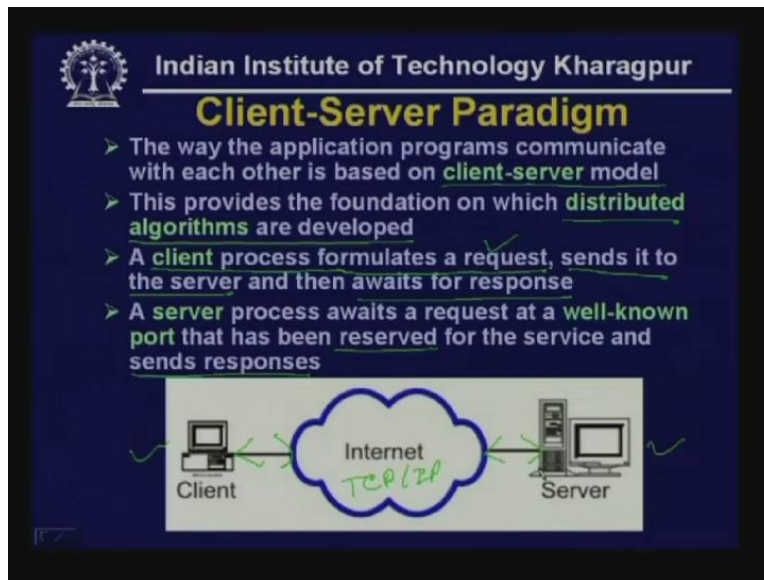 Indian Institute of Technology Kharagpur
Client-Server Paradigm
➤ The way the application programs communicate
with each other is based on client-server model
➤ This provides the foundation on which distributed
algorithms are developed
➤ A client process formulates a request, sends it to
the server and then awaits for response
➤ A server process awaits a request at a well-known
port that has been reserved for the service and
sends responses
Internet
TCP/IP
Client
Server